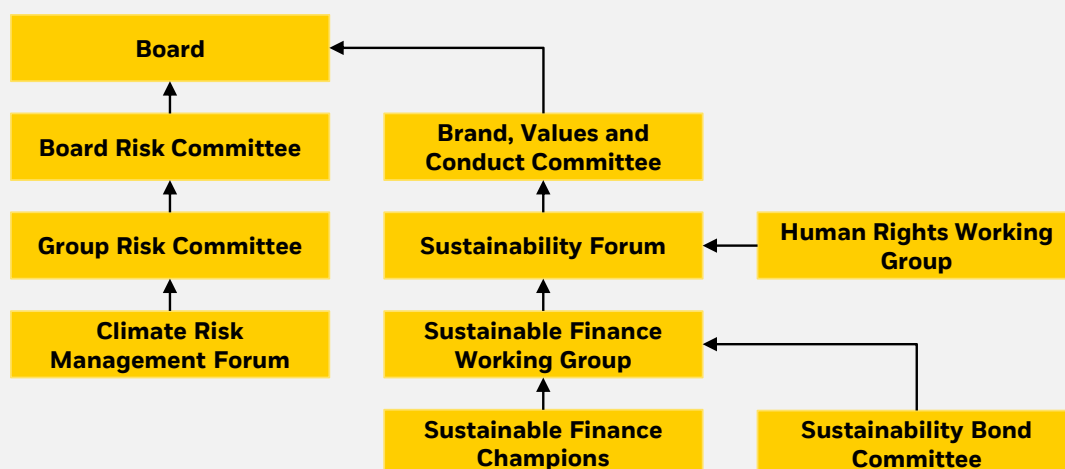 Board
Board Risk Committee
Brand, Values and
Conduct Committee
Group Risk Committee
Sustainability Forum
Human Rights Working
Group
Climate Risk
Management Forum
Sustainable Finance
Working Group
Sustainable Finance
Champions
Sustainability Bond
Committee